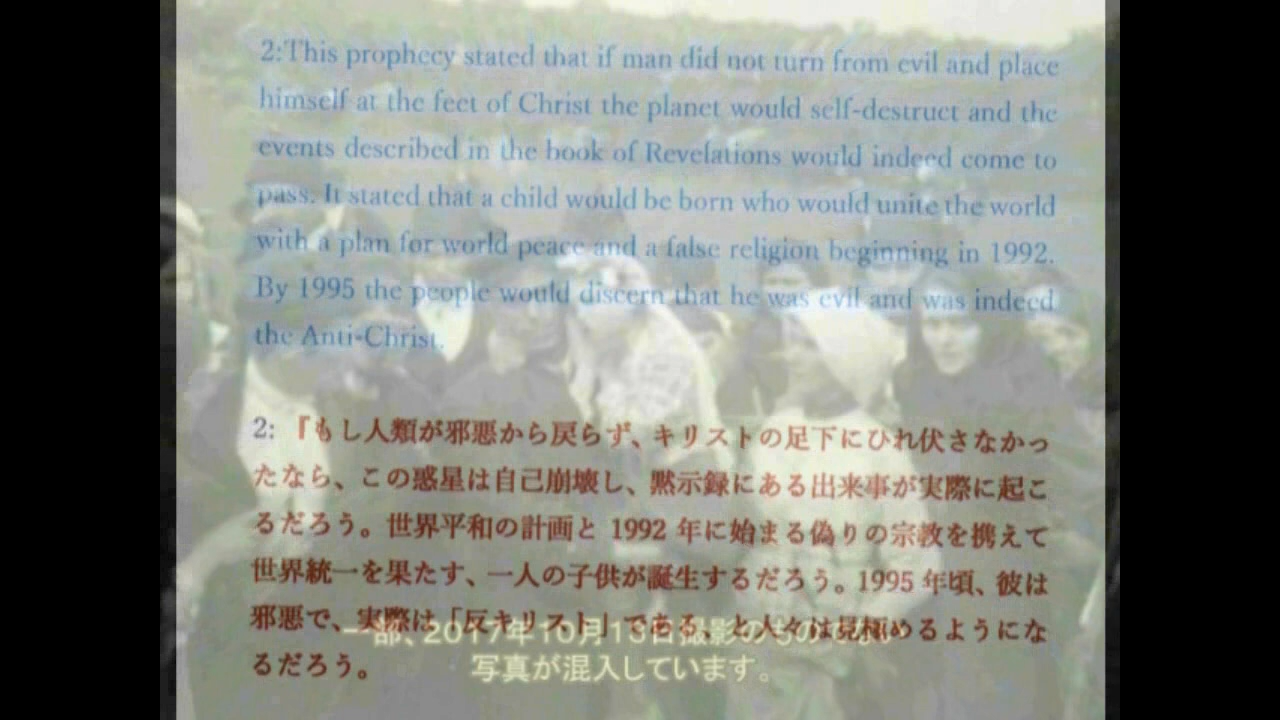 2:This prophecy stated that if man did not turn from evil and place
himself at the feet of Christ the planet would self-destruct and the
events described in the book of Revelations would indeed come to
pass. It stated that a child would be born who would unite the world
with a plan for world peace and a false religion beginning in 1992.
By 1995 the people would discern that he was evil and was indeed
the Anti-Christ.
2: 『もし人類が邪悪から戻らず、キリストの足下にひれ伏さなかっ
たなら、この惑星は自己崩壊し、黙示録にある出来事が実際に起こ
るだろう。世界平和の計画と 1992 年に始まる偽りの宗教を携えて
世界統一を果たす、一人の子供が誕生するだろう。1995 年頃、彼は
邪悪で、実際は「反キリスト」である、と人々は見極めるようにな
るだろう。
一部、2017年10月13日撮影のものでない
写真が混入しています。